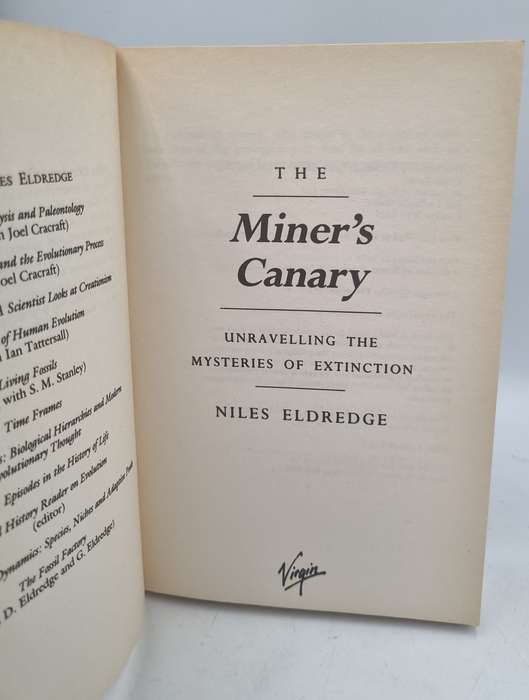 ES ELDREDGE
ysis and Paleontology
Joel Cracraft)
and the Evolutionary Process
oel Cracraft)
Scientist Looks at Creationism
of Human Evolution
Ian Tattersall)
Living Fossils
with S. M. Stanley)
Time Frames
: Biological Hierarchies and Modern
volutionary Thought
Episodes in the History of Life
History Reader on Evolution
(editor)
Dynamics: Species, Niches and Adaptive Peaks
The Fossil Factory
D. Eldredge and G. Eldredge)
THE
Miner's
Canary
UNRAVELLING THE
MYSTERIES OF EXTINCTION
NILES ELDREDGE
Virgin